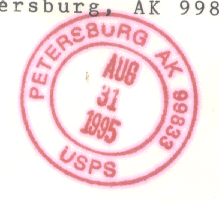 ersburg, AK 998
PETERSBURG AK 99833
AUG
31
1995
USPS